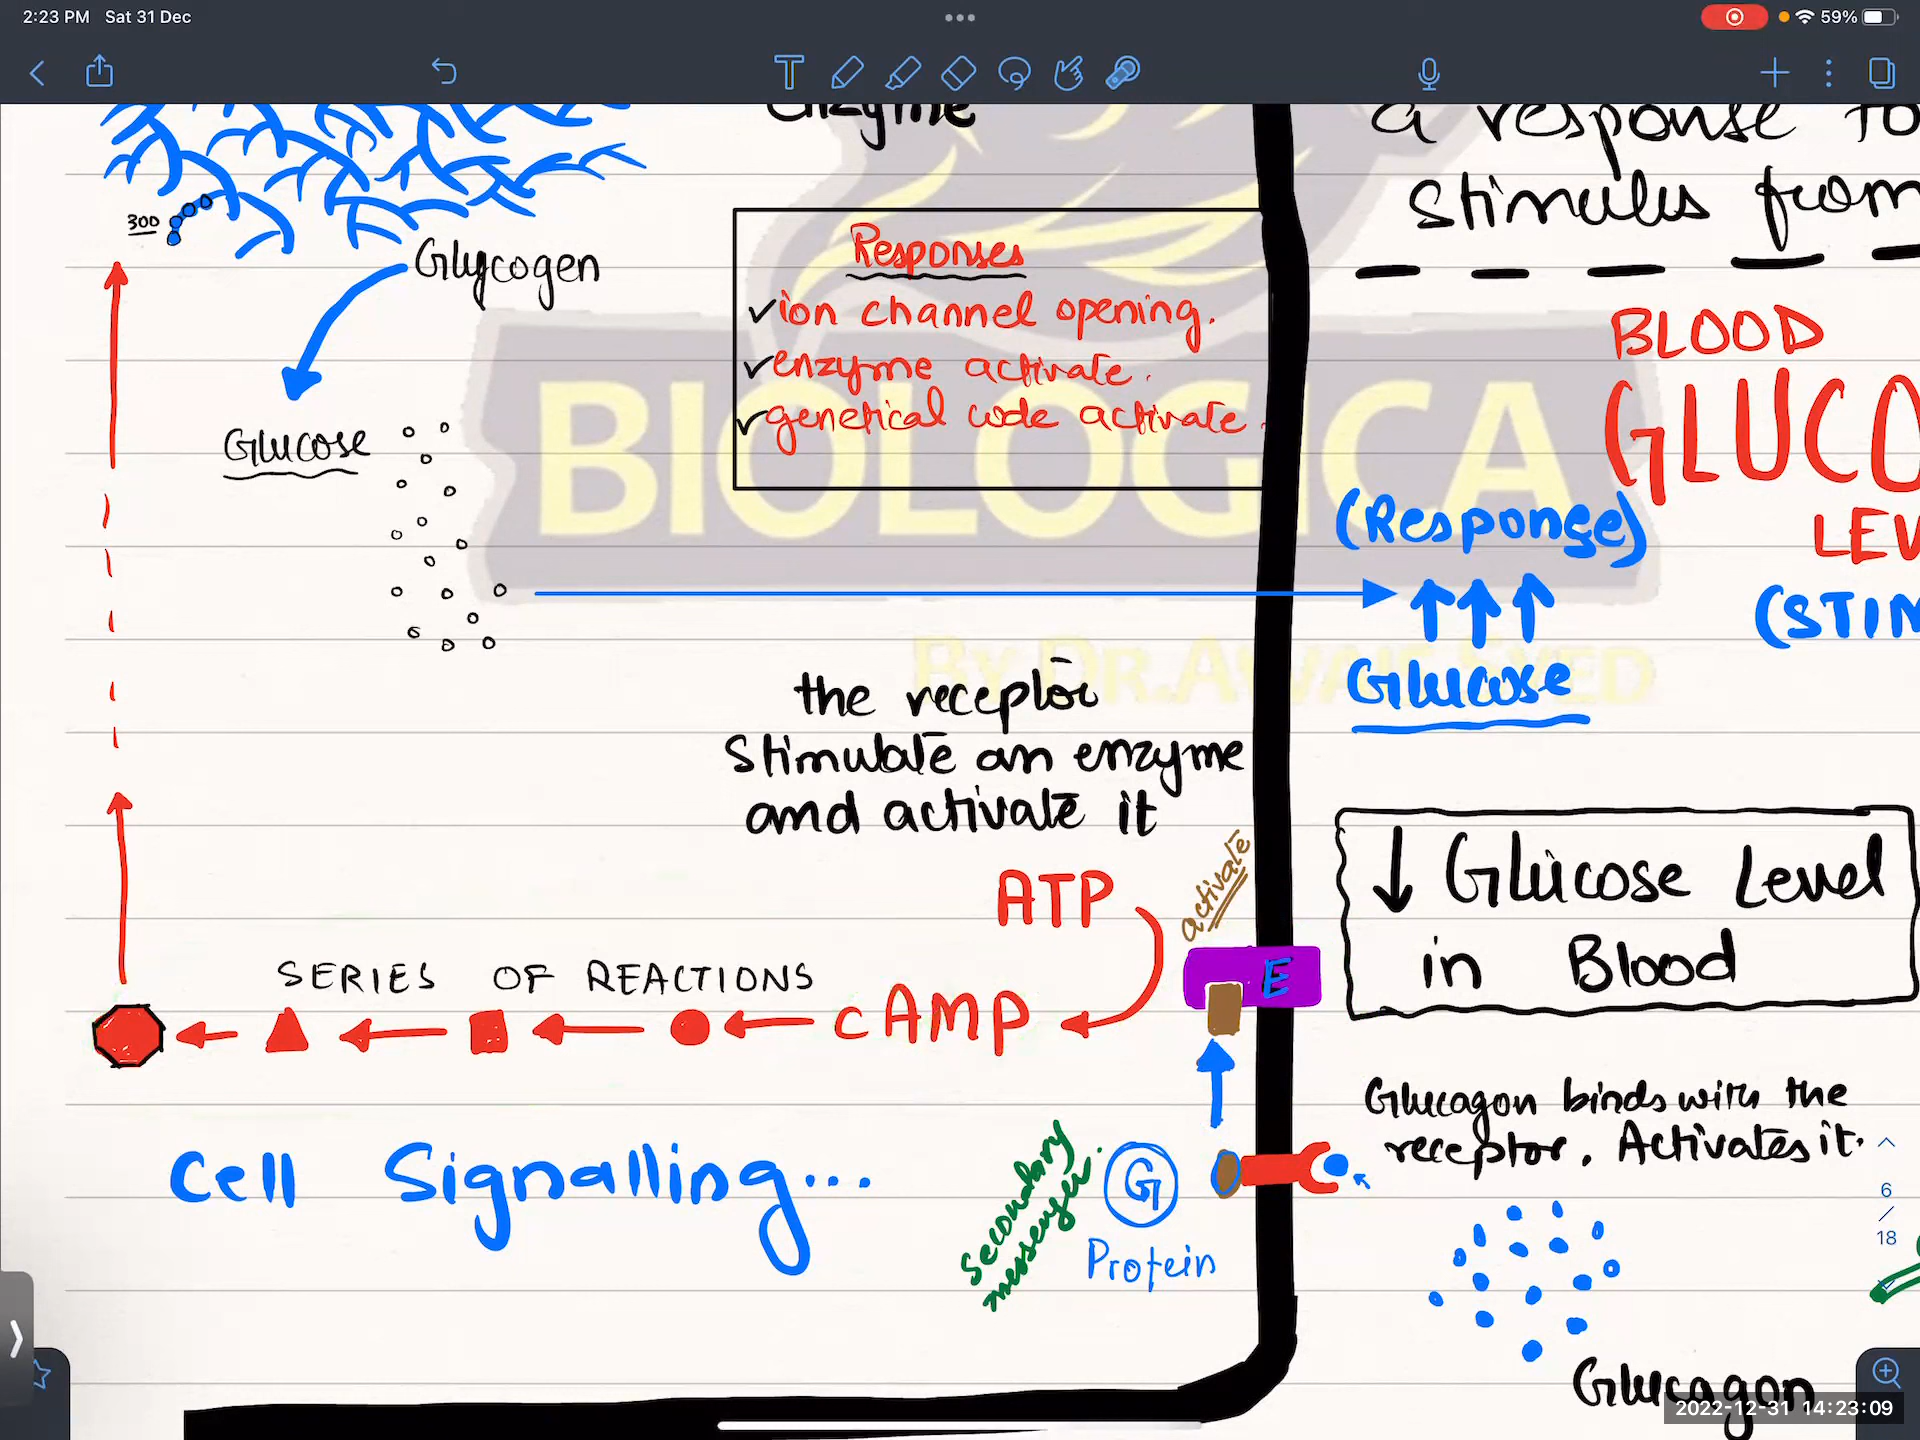 2:23 PM Sat 31 Dec
59%
Enzyme
a response to
Stimulus from
300
Glycogen
Responses
ion channel opening.
enzyme activate.
genetical code activate.
BLOOD
GLUCO
LEV
(STIM
Glucose
BIOLOGICA
(Response)
Glucose
the receptor
Stimulate an enzyme
and activate it
activate
ATP
E
↓ Glucose Level
in Blood
SERIES OF REACTIONS
cAMP
Glucagon binds with the
receptor. Activates it.
Cell Signalling...
Secondary
messenger.
G
Protein
6
/
18
Glucagon
2022-12-31 14:23:09